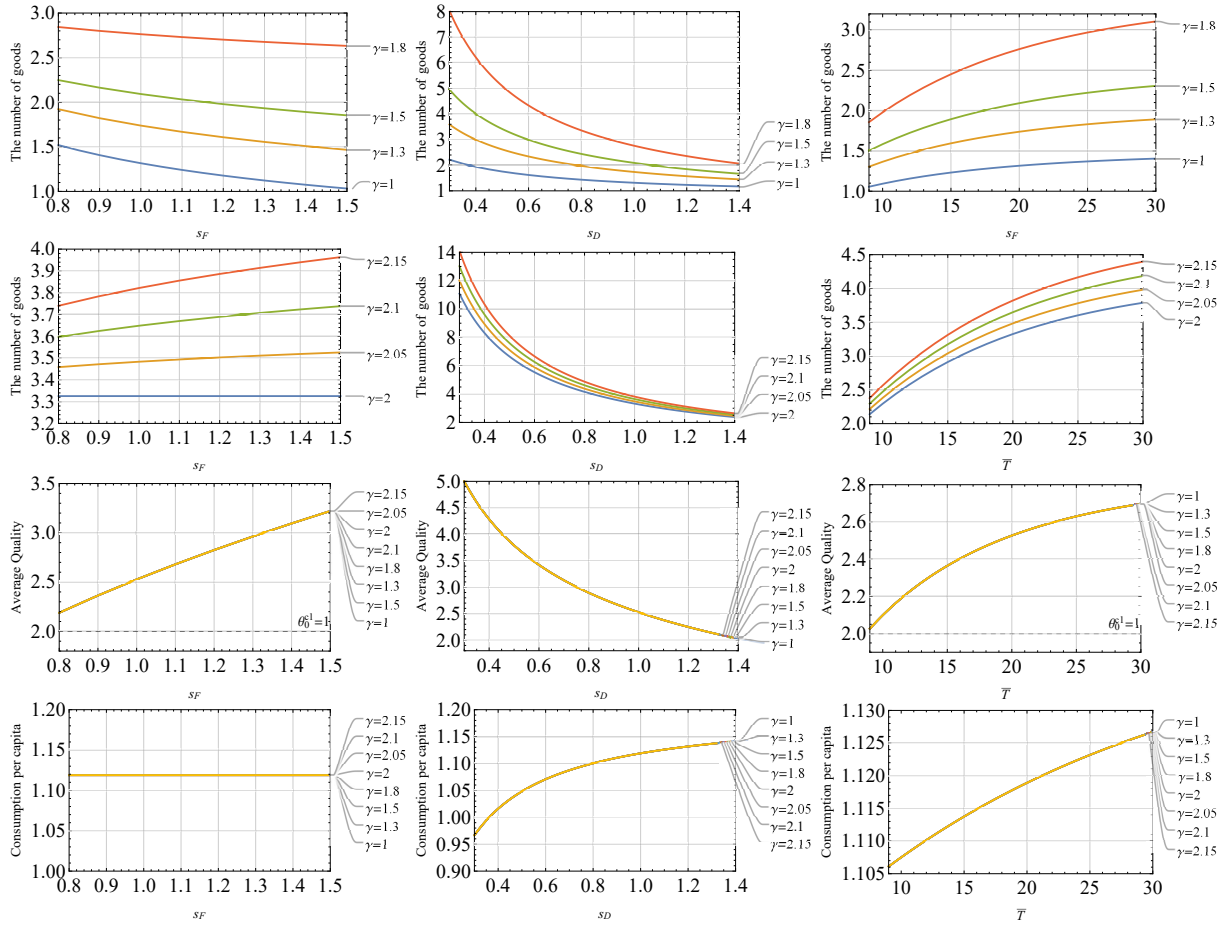 The number of goods
3.0
2.5
2.0
1.5
1.0
0.8 0.9 1.0 1.1 1.2 1.3 1.4 1.5
s_F
γ=1.8
γ=1.5
γ=1.3
γ=1
The number of goods
8
7
6
5
4
3
2
1
0.4 0.6 0.8 1.0 1.2 1.4
s_D
γ=1.8
γ=1.5
γ=1.3
γ=1
The number of goods
3.0
2.5
2.0
1.5
1.0
10 15 20 25 30
s_F
γ=1.8
γ=1.5
γ=1.3
γ=1
The number of goods
4.0
3.9
3.8
3.7
3.6
3.5
3.4
3.3
3.2
0.8 0.9 1.0 1.1 1.2 1.3 1.4 1.5
s_F
γ=2.15
γ=2.1
γ=2.05
γ=2
The number of goods
14
12
10
8
6
4
2
0.4 0.6 0.8 1.0 1.2 1.4
s_D
γ=2.15
γ=2.1
γ=2.05
γ=2
The number of goods
4.5
4.0
3.5
3.0
2.5
2.0
10 15 20 25 30
T̅
γ=2.15
γ=2.1
γ=2.05
γ=2
Average Quality
3.5
3.0
2.5
2.0
0.8 0.9 1.0 1.1 1.2 1.3 1.4 1.5
s_F
θ₀^{c1}=1
γ=2.15
γ=2.05
γ=2
γ=2.1
γ=1.8
γ=1.3
γ=1.5
γ=1
Average Quality
5.0
4.5
4.0
3.5
3.0
2.5
2.0
0.4 0.6 0.8 1.0 1.2 1.4
s_D
γ=2.15
γ=2.1
γ=2.05
γ=2
γ=1.8
γ=1.5
γ=1.3
γ=1
Average Quality
2.8
2.6
2.4
2.2
2.0
10 15 20 25 30
T̅
θ₀^{c1}=1
γ=1
γ=1.3
γ=1.5
γ=1.8
γ=2
γ=2.05
γ=2.1
γ=2.15
Consumption per capita
1.20
1.15
1.10
1.05
1.00
0.8 0.9 1.0 1.1 1.2 1.3 1.4 1.5
s_F
γ=2.15
γ=2.1
γ=2.05
γ=2
γ=1.8
γ=1.5
γ=1.3
γ=1
Consumption per capita
1.20
1.15
1.10
1.05
1.00
0.95
0.90
0.4 0.6 0.8 1.0 1.2 1.4
s_D
γ=1
γ=1.3
γ=1.5
γ=1.8
γ=2
γ=2.05
γ=2.1
γ=2.15
Consumption per capita
1.130
1.125
1.120
1.115
1.110
1.105
10 15 20 25 30
T̅
γ=1
γ=1.3
γ=1.5
γ=1.8
γ=2
γ=2.05
γ=2.1
γ=2.15